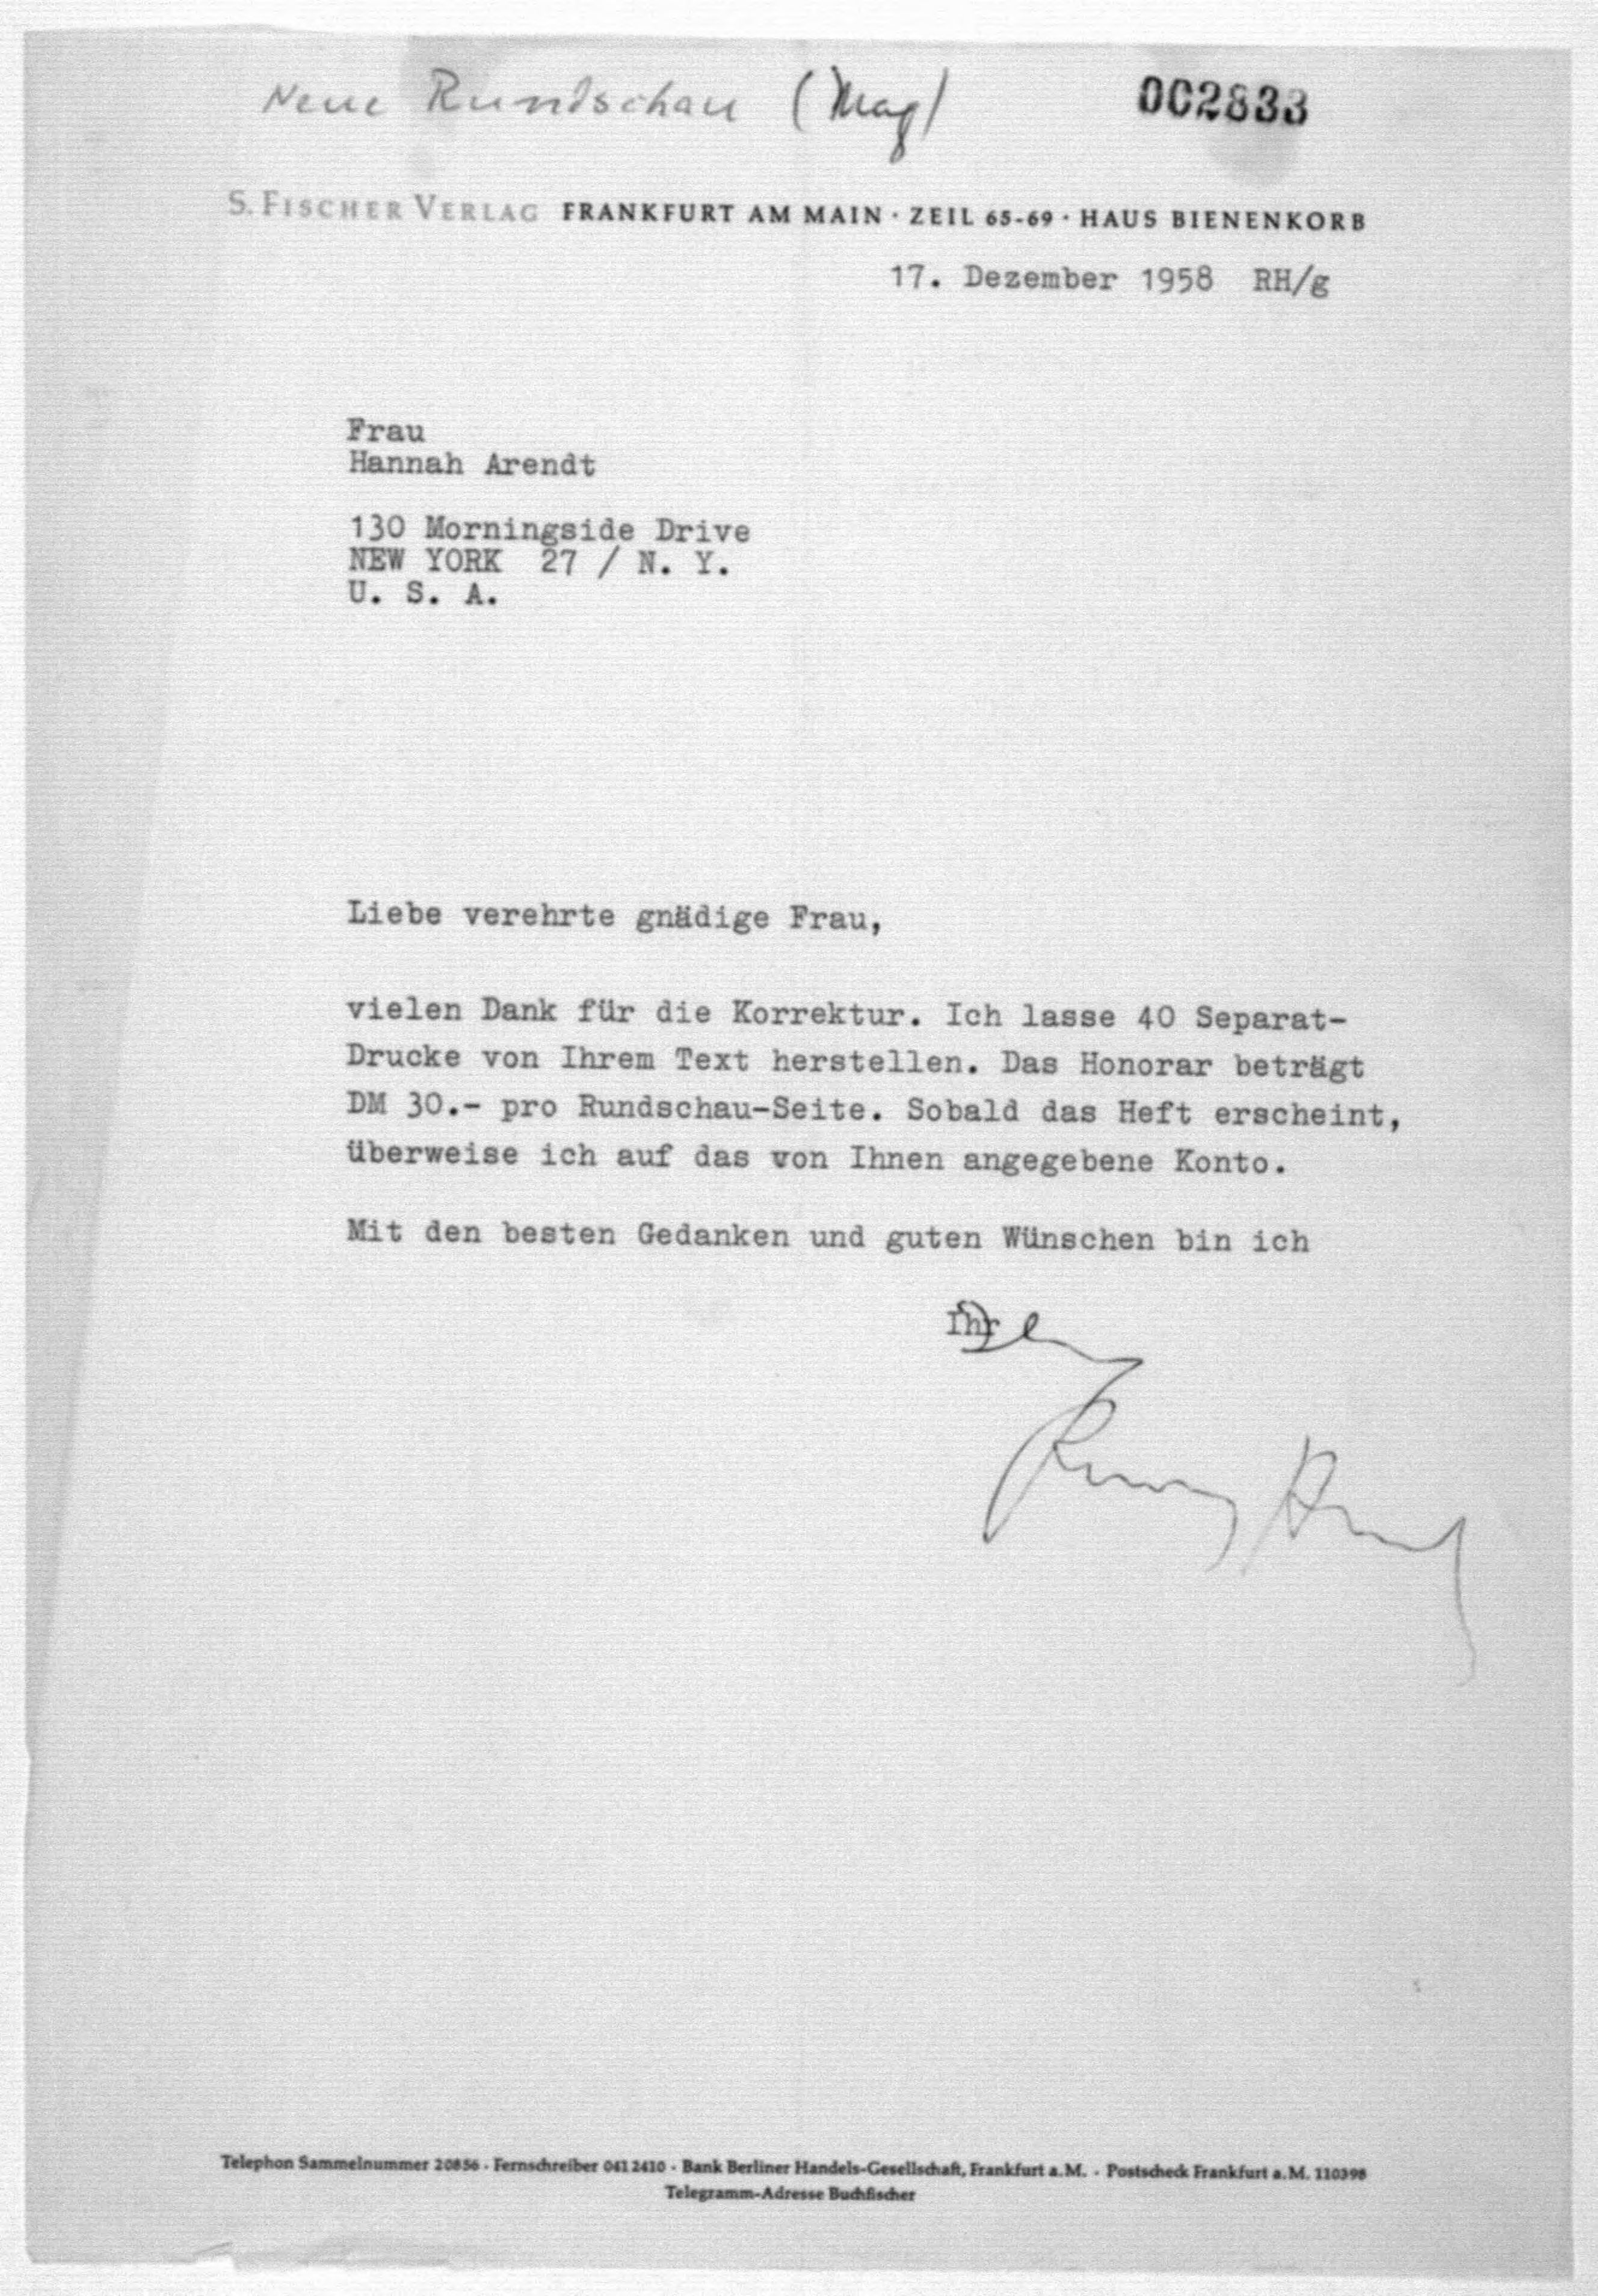 Neue Rundschau (Mag)
002833
S. FISCHER VERLAG FRANKFURT AM MAIN · ZEIL 65-69 · HAUS BIENENKORB
17. Dezember 1958 RH/g
Frau
Hannah Arendt
130 Morningside Drive
NEW YORK 27 / N. Y.
U. S. A.
Liebe verehrte gnädige Frau,
vielen Dank für die Korrektur. Ich lasse 40 Separat-
Drucke von Ihrem Text herstellen. Das Honorar beträgt
DM 30.- pro Rundschau-Seite. Sobald das Heft erscheint,
überweise ich auf das von Ihnen angegebene Konto.
Mit den besten Gedanken und guten Wünschen bin ich
Ihr
Telephon Sammelnummer 20856 · Fernschreiber 041 2410 · Bank Berliner Handels-Gesellschaft, Frankfurt a. M. · Postscheck Frankfurt a. M. 110398
Telegramm-Adresse Buchfischer